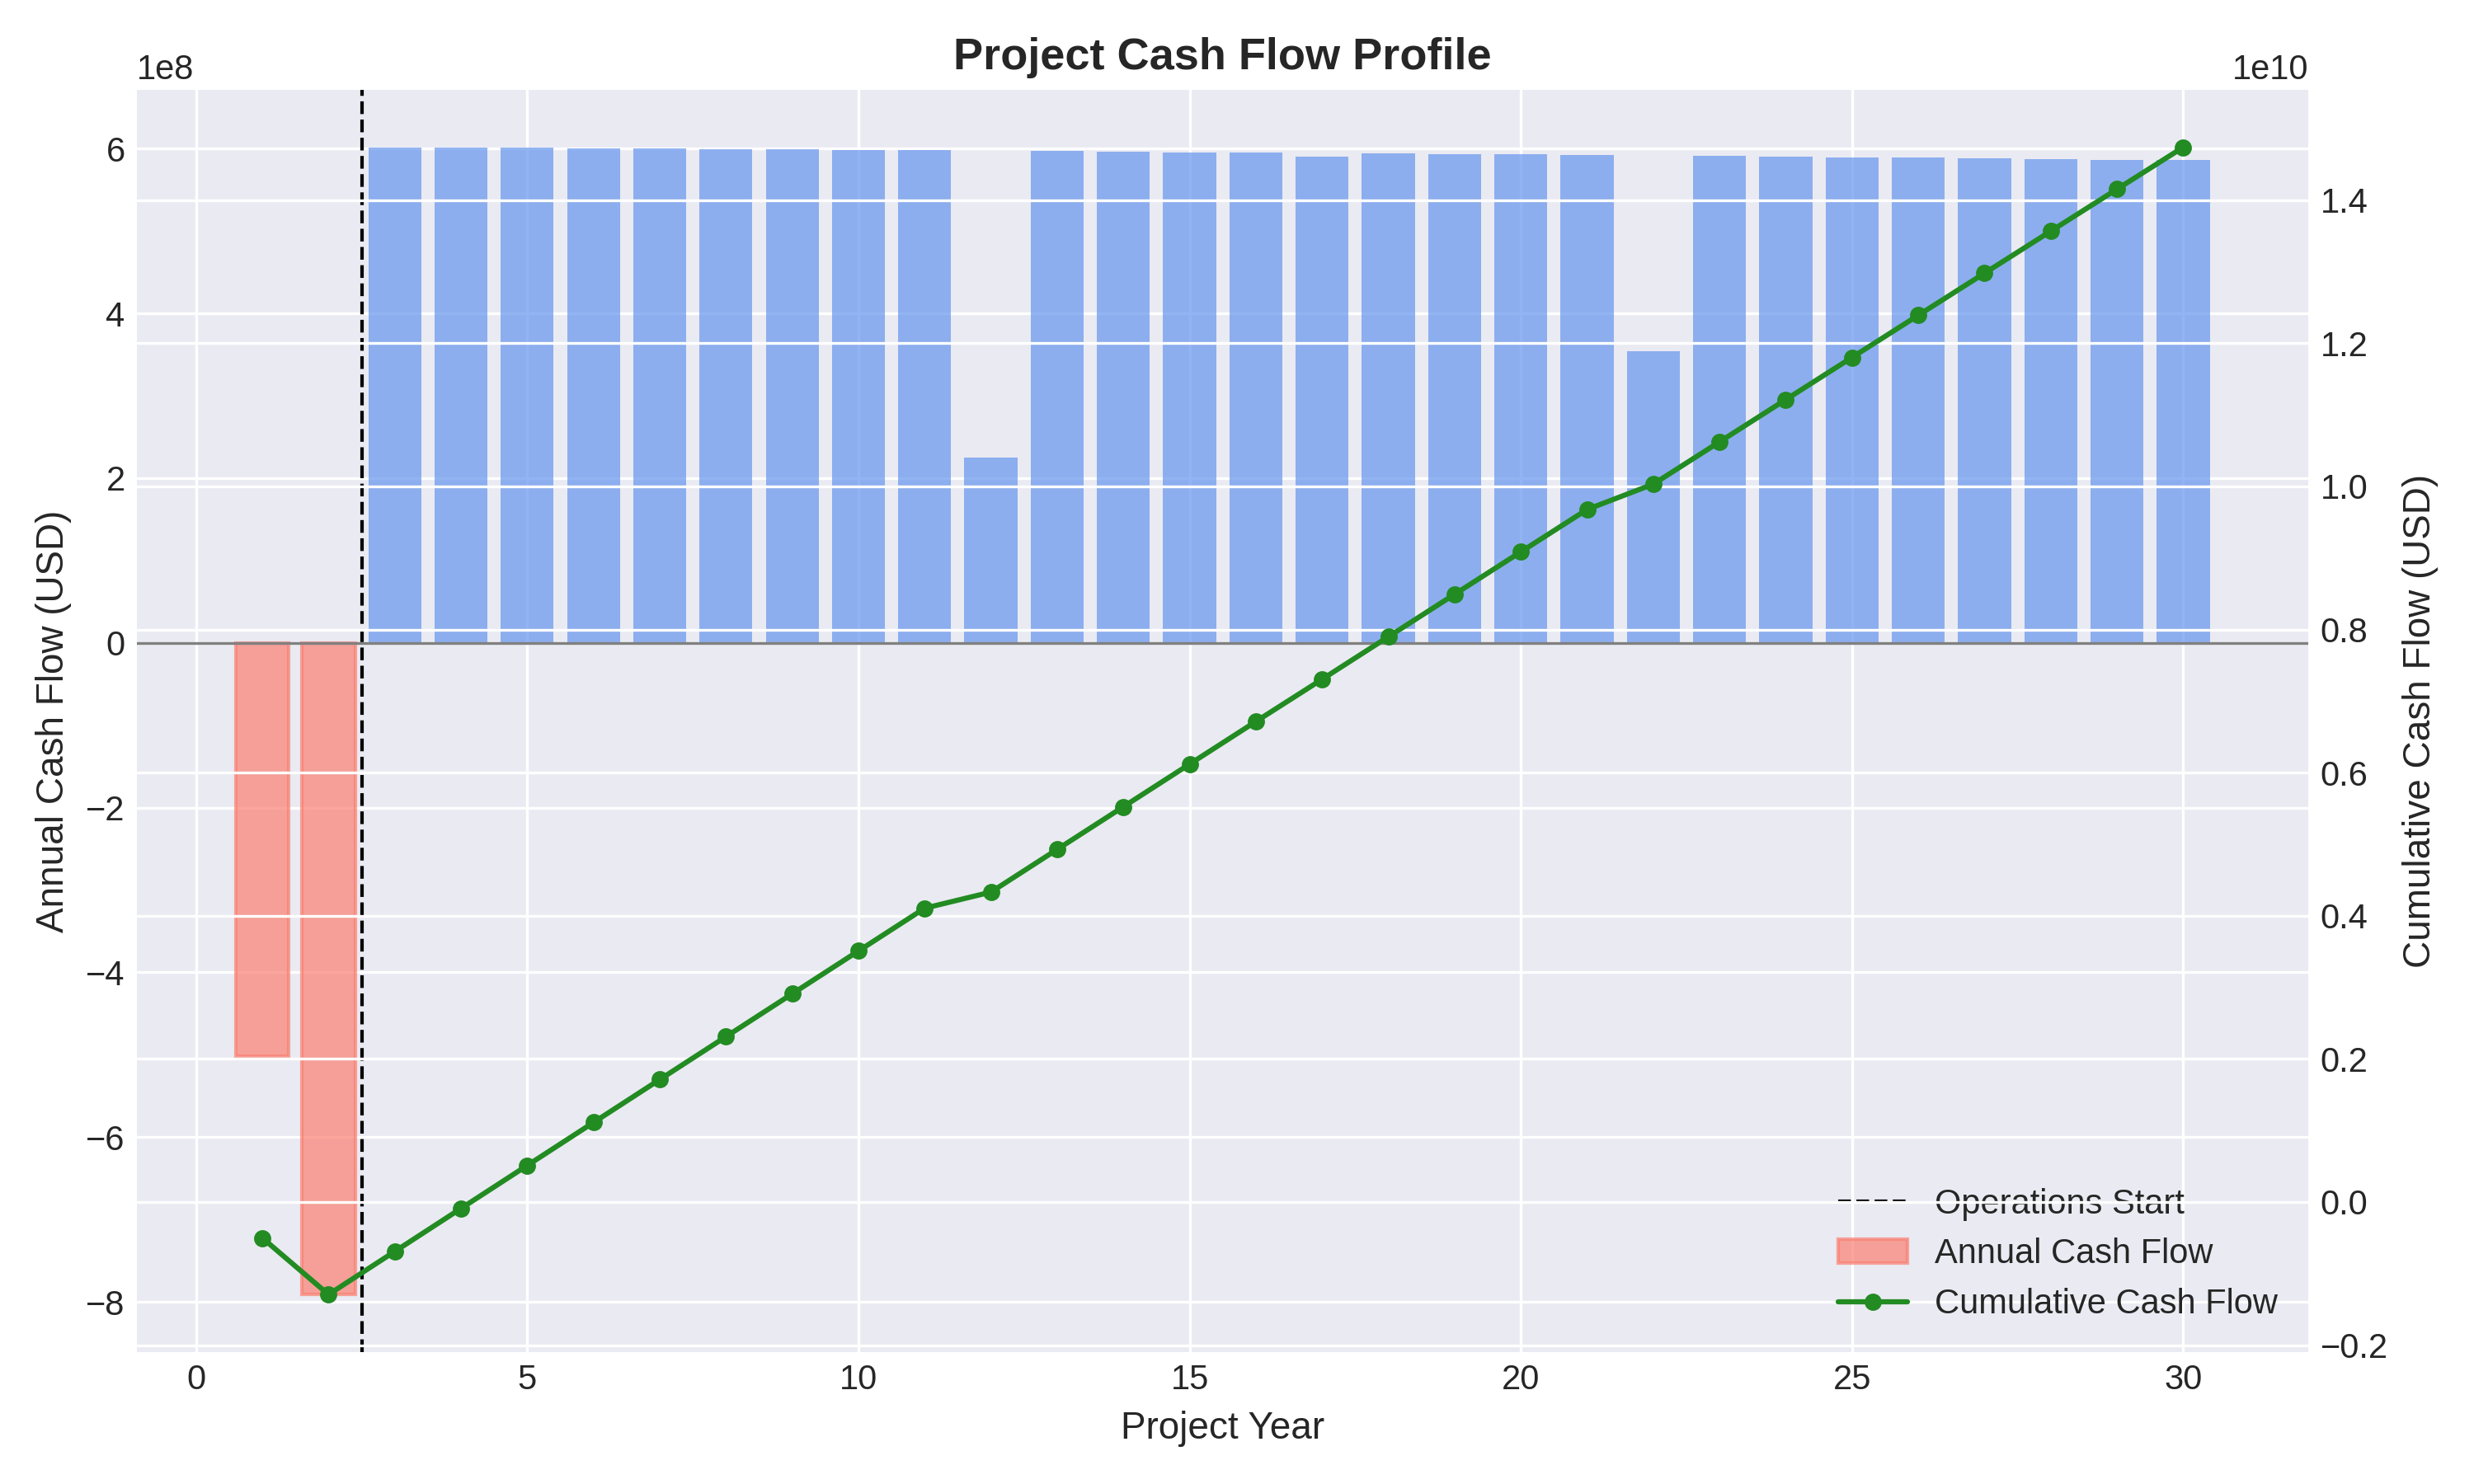 Project Cash Flow Profile
1e8
1e10
6
4
2
0
−2
−4
−6
−8
Annual Cash Flow (USD)
1.4
1.2
1.0
0.8
0.6
0.4
0.2
0.0
−0.2
Cumulative Cash Flow (USD)
Operations Start
Annual Cash Flow
Cumulative Cash Flow
0 5 10 15 20 25 30
Project Year